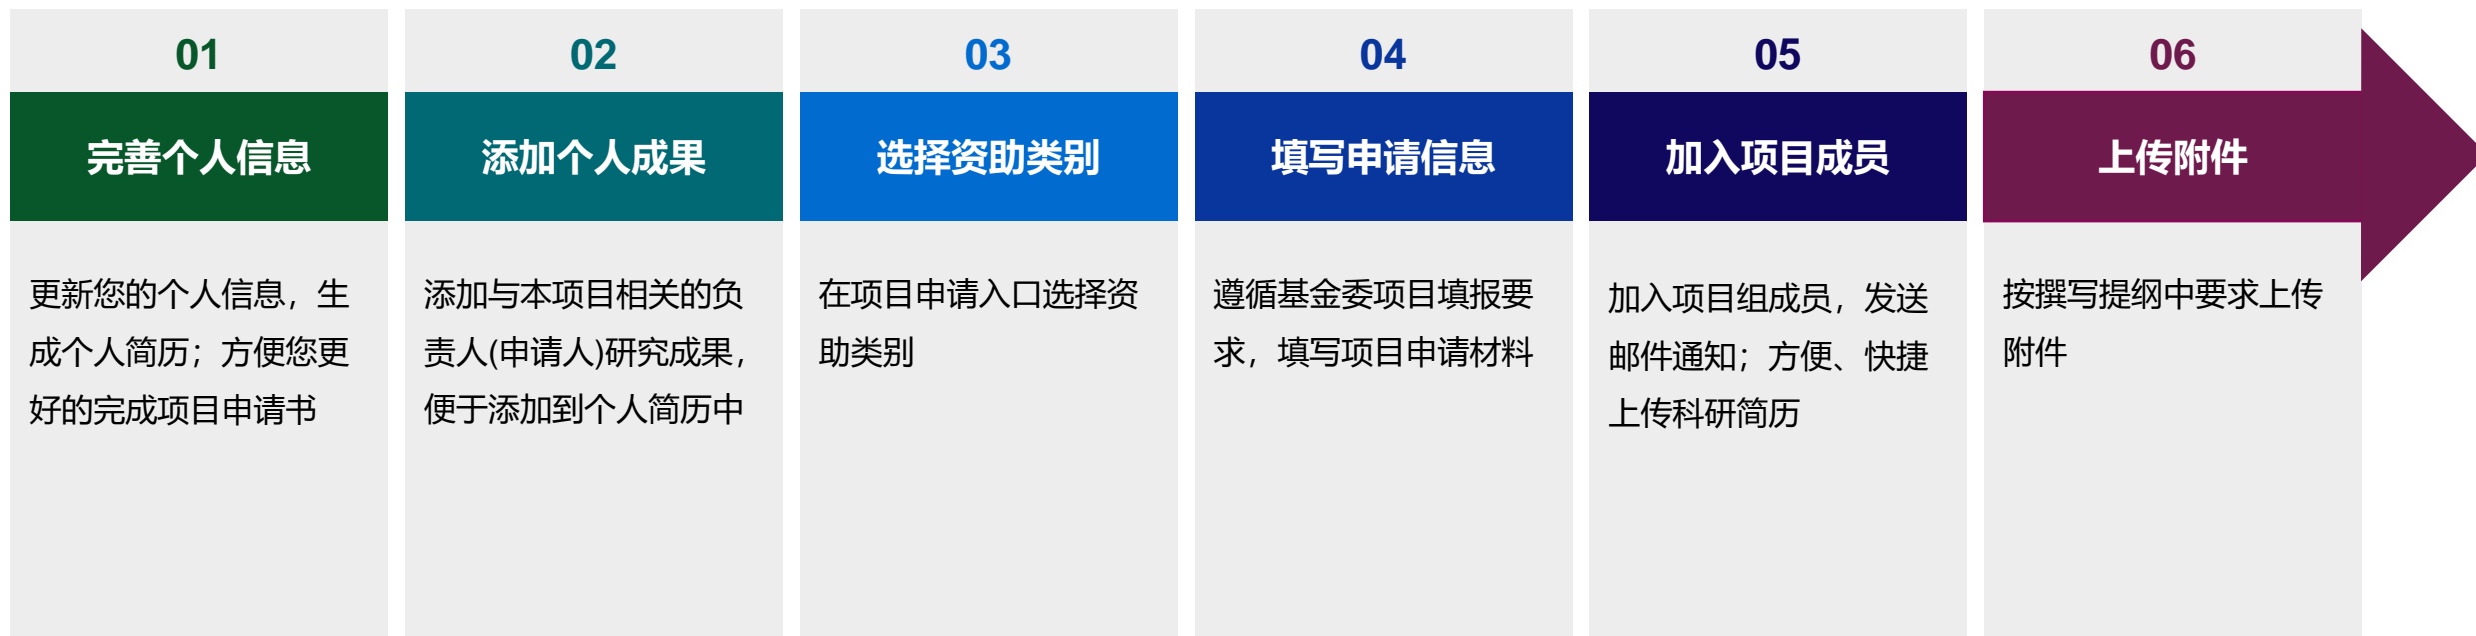 01
完善个人信息
更新您的个人信息，生
成个人简历；方便您更
好的完成项目申请书
02
添加个人成果
添加与本项目相关的负
责人(申请人)研究成果，
便于添加到个人简历中
03
选择资助类别
在项目申请入口选择资
助类别
04
填写申请信息
遵循基金委项目填报要
求，填写项目申请材料
05
加入项目成员
加入项目组成员，发送
邮件通知；方便、快捷
上传科研简历
06
上传附件
按撰写提纲中要求上传
附件